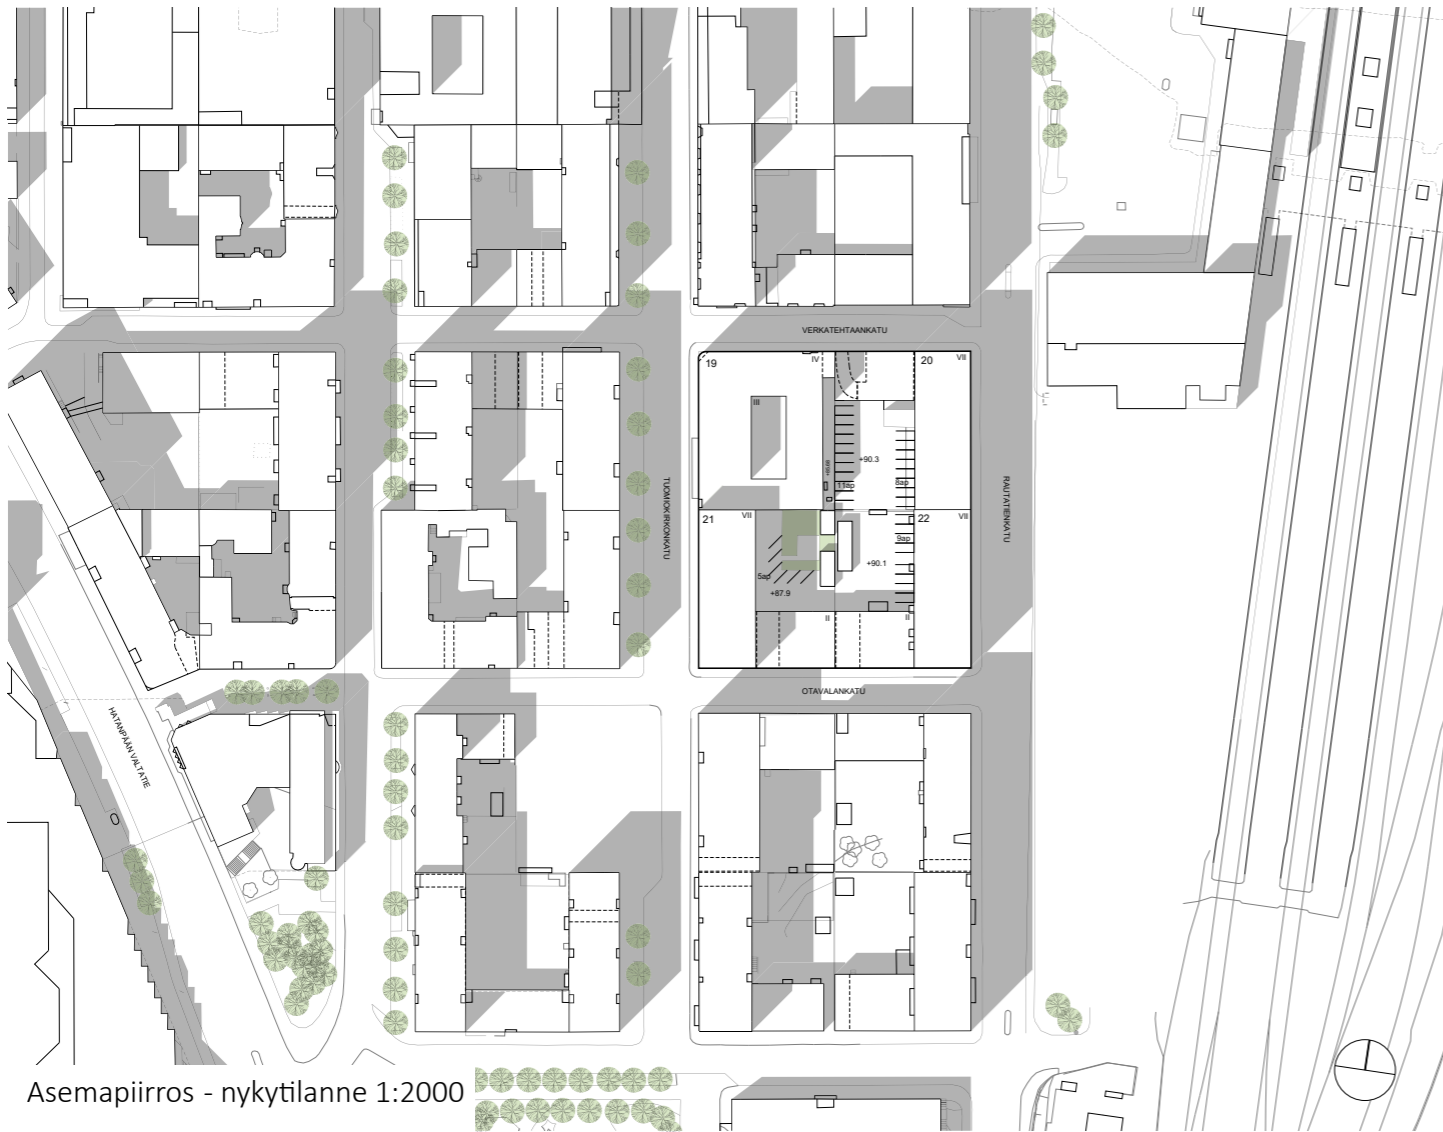 VERKATEHTAANKATU
19
IV
20
VII
III
+90.3
11ap
8ap
TUOMIOKIRKONKATU
RAUTATIENKATU
21
VII
22
VII
9ap
5ap
+90.1
+87.9
II
II
OTAVALANKATU
HATANPÄÄN VALTATIE
Asemapiirros - nykytilanne 1:2000